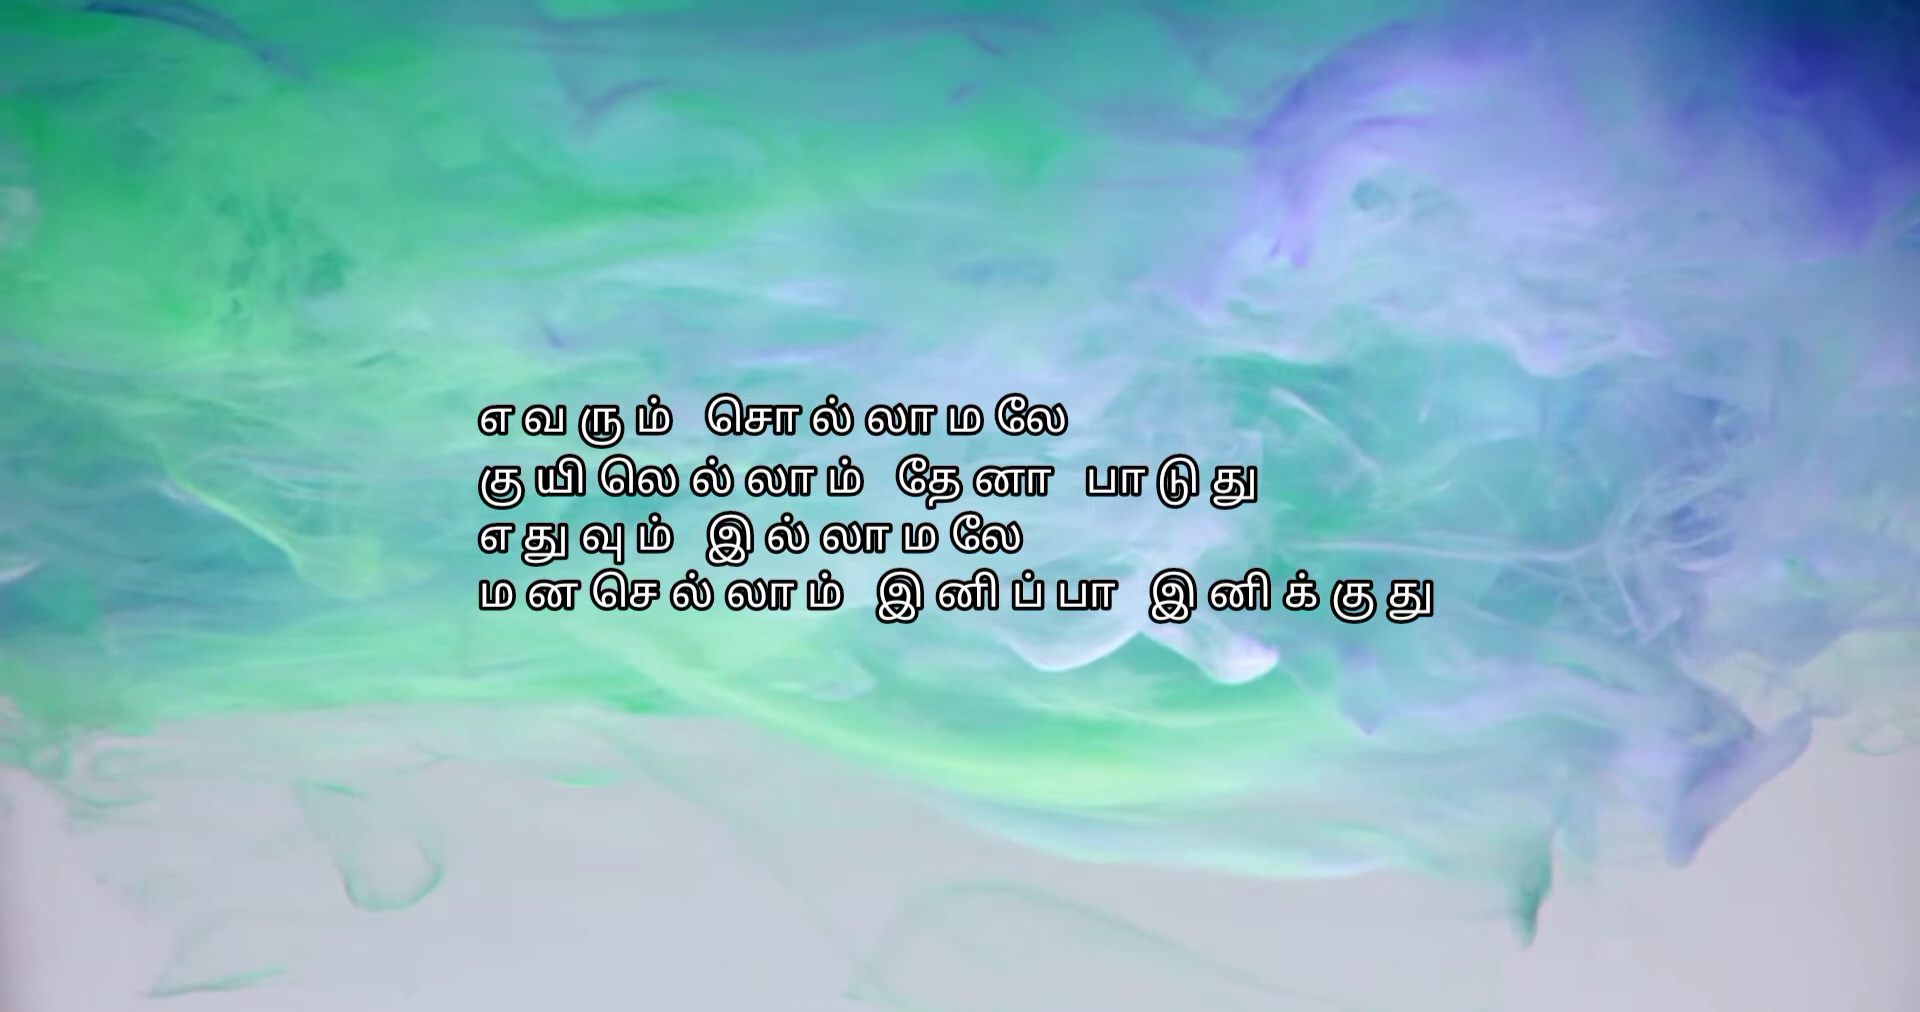 எவரும் சொல்லாமலே
குயிலெல்லாம் தேனா பாடுது
எதுவும் இல்லாமலே
மனசெல்லாம் இனிப்பா இனிக்குது